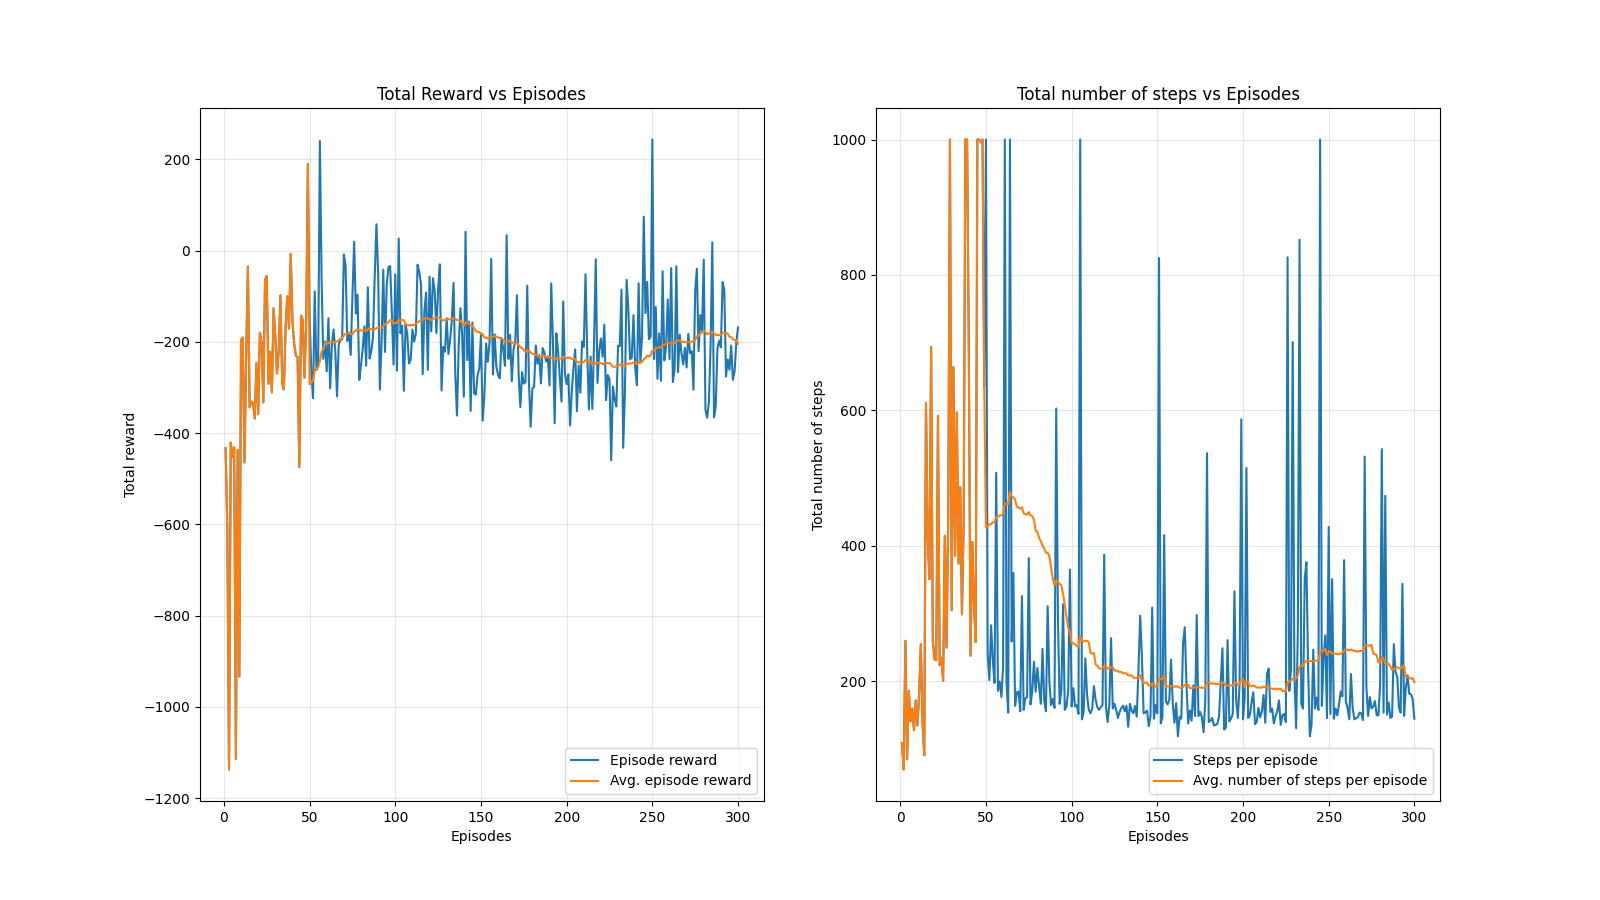 Total Reward vs Episodes
200
0
−200
−400
−600
−800
−1000
−1200
Total reward
0 50 100 150 200 250 300
Episodes
Episode reward
Avg. episode reward
Total number of steps vs Episodes
1000
800
600
400
200
Total number of steps
0 50 100 150 200 250 300
Episodes
Steps per episode
Avg. number of steps per episode